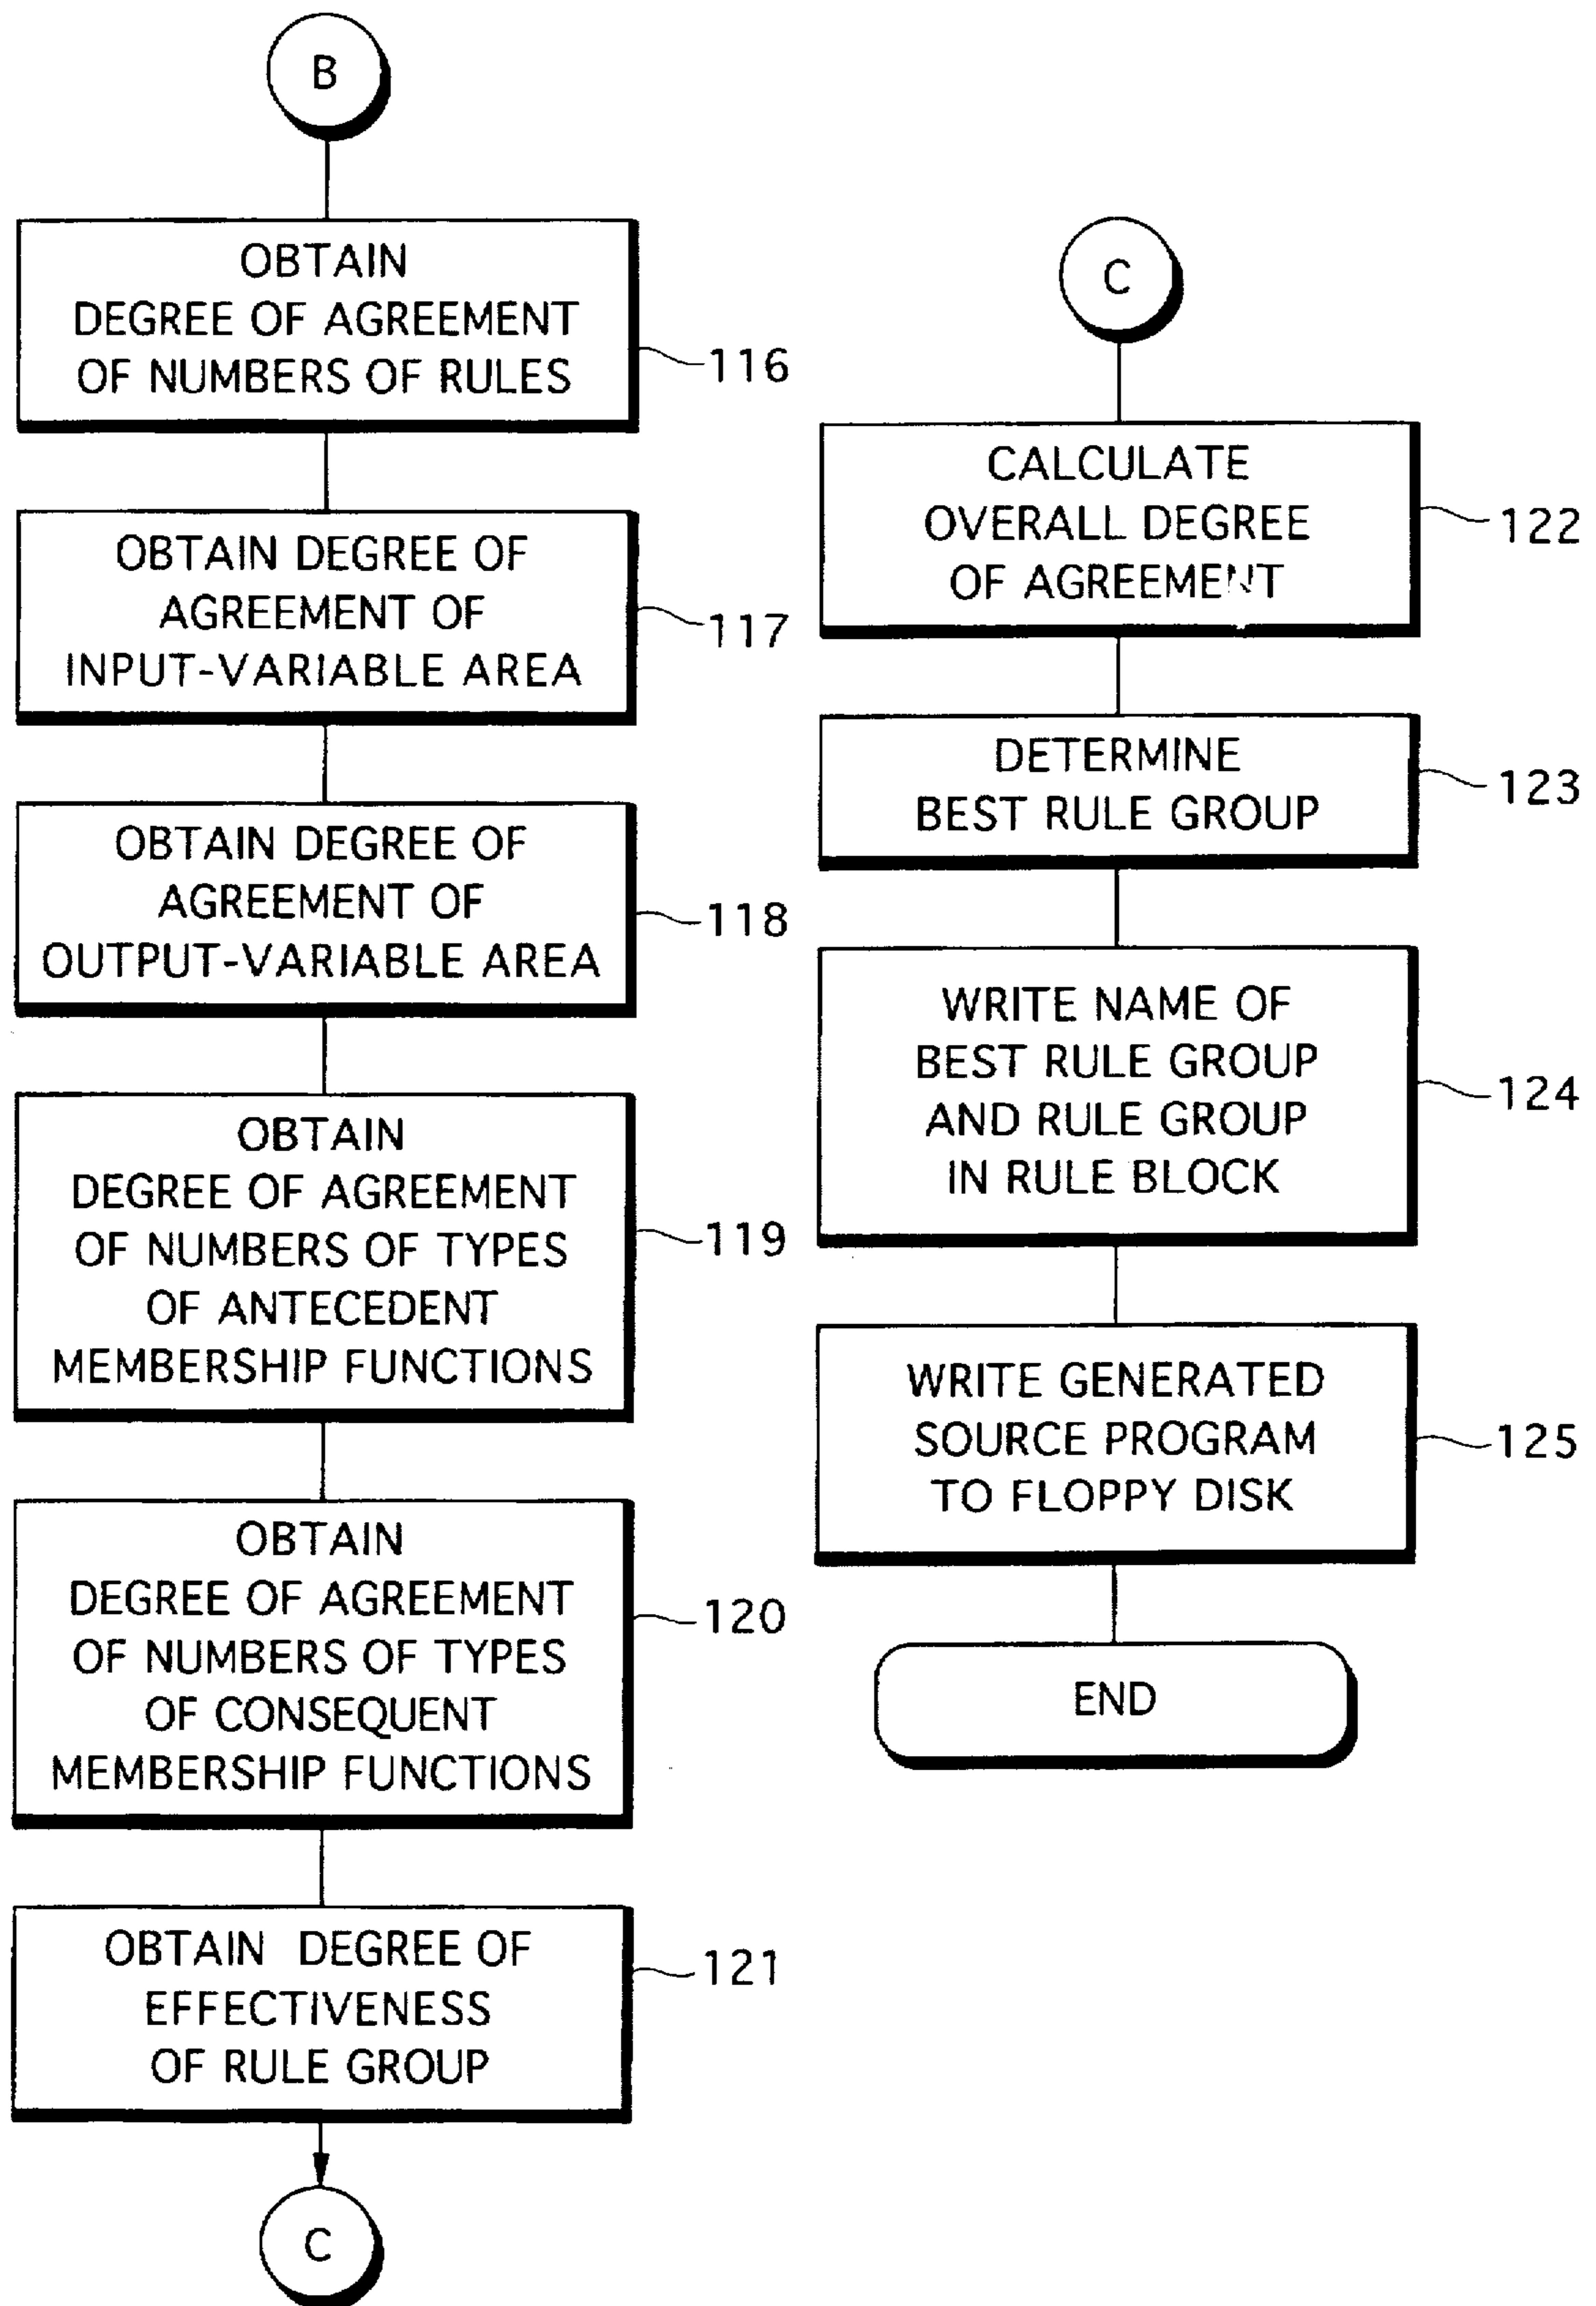 B
OBTAIN
DEGREE OF AGREEMENT
OF NUMBERS OF RULES
116
OBTAIN DEGREE OF
AGREEMENT OF
INPUT-VARIABLE AREA
117
OBTAIN DEGREE OF
AGREEMENT OF
OUTPUT-VARIABLE AREA
118
OBTAIN
DEGREE OF AGREEMENT
OF NUMBERS OF TYPES
OF ANTECEDENT
MEMBERSHIP FUNCTIONS
119
OBTAIN
DEGREE OF AGREEMENT
OF NUMBERS OF TYPES
OF CONSEQUENT
MEMBERSHIP FUNCTIONS
120
OBTAIN DEGREE OF
EFFECTIVENESS
OF RULE GROUP
121
C
C
CALCULATE
OVERALL DEGREE
OF AGREEMENT
122
DETERMINE
BEST RULE GROUP
123
WRITE NAME OF
BEST RULE GROUP
AND RULE GROUP
IN RULE BLOCK
124
WRITE GENERATED
SOURCE PROGRAM
TO FLOPPY DISK
125
END